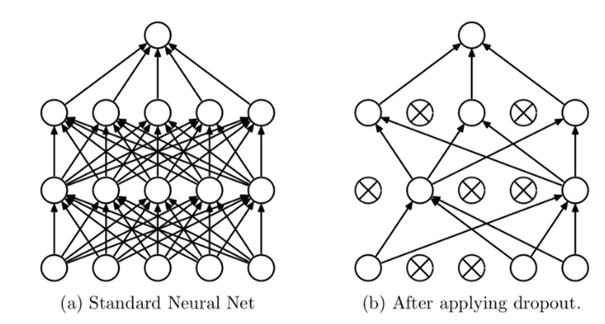 (a) Standard Neural Net
(b) After applying dropout.